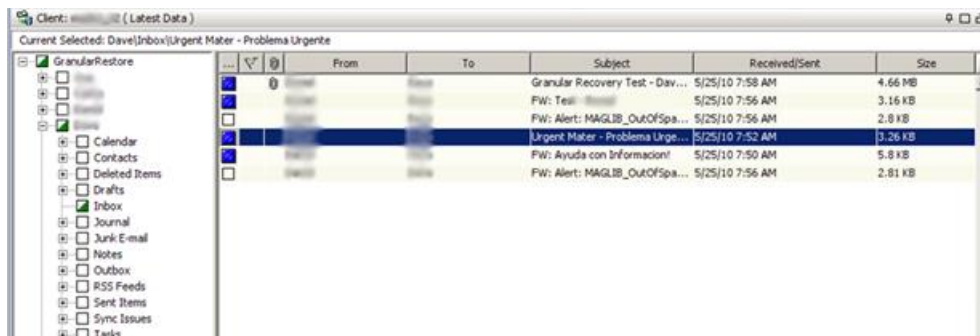 Client: ( Latest Data )
Current Selected: Dave\Inbox\Urgent Mater - Problema Urgente
GranularRestore
Calendar
Contacts
Deleted Items
Drafts
Inbox
Journal
Junk E-mail
Notes
Outbox
RSS Feeds
Sent Items
Sync Issues
Tasks
... From To Subject Received/Sent Size
Granular Recovery Test - Dav... 5/25/10 7:58 AM 4.66 MB
FW: Test - 5/25/10 7:56 AM 3.16 KB
FW: Alert: MAGLIB_OutOfSpa... 5/25/10 7:56 AM 2.8 KB
Urgent Mater - Problema Urge... 5/25/10 7:52 AM 3.26 KB
FW: Ayuda con Informacion! 5/25/10 7:50 AM 5.8 KB
FW: Alert: MAGLIB_OutOfSpa... 5/25/10 7:56 AM 2.81 KB